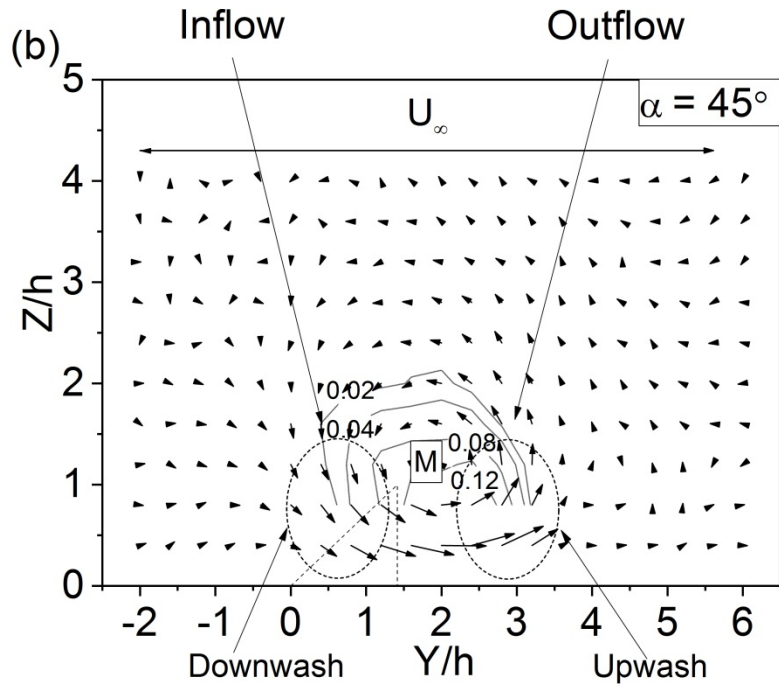 Inflow Outflow
(b)
α = 45°
U∞
5
4
3
2
1
0
Z/h
0.02
0.04
0.08
M
0.12
-2 -1 0 1 2 3 4 5 6
Downwash Y/h Upwash